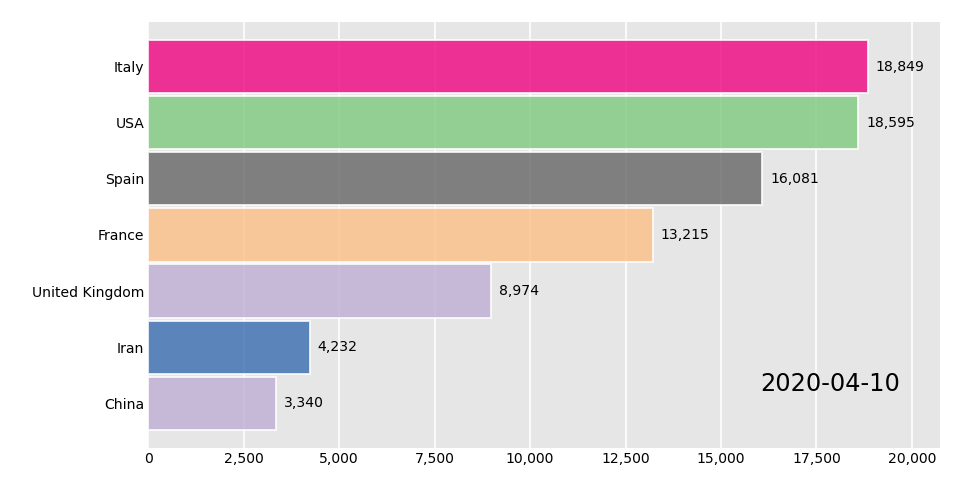 Italy 18,849
USA 18,595
Spain 16,081
France 13,215
United Kingdom 8,974
Iran 4,232
2020-04-10
China 3,340
0 2,500 5,000 7,500 10,000 12,500 15,000 17,500 20,000